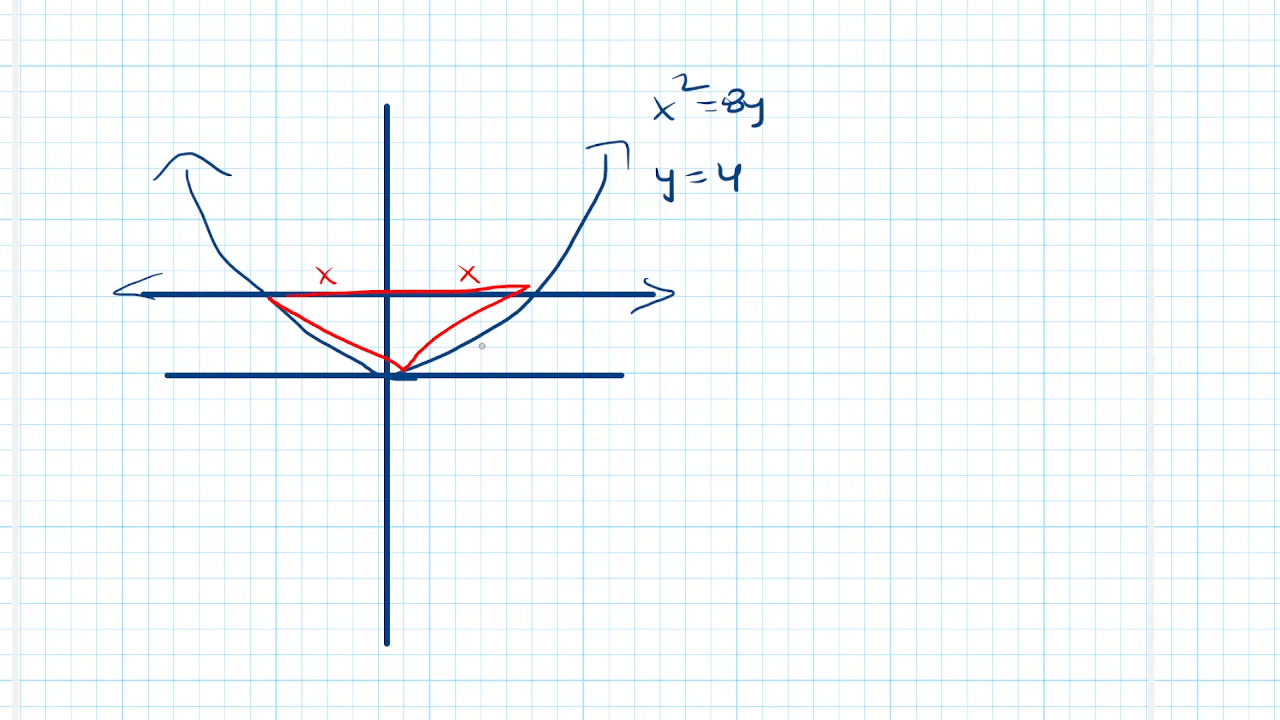 x² = 8y
y = 4
x x